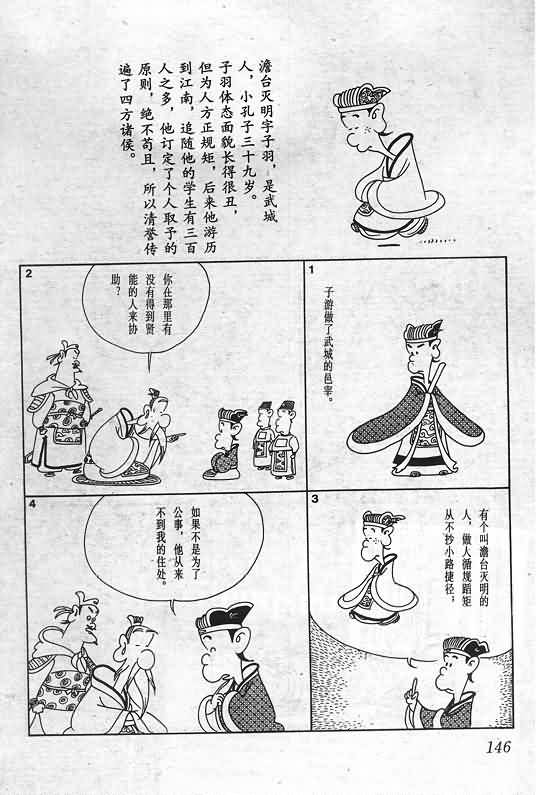 澹台灭明字子羽，是武城
人，小孔子三十九岁。
子羽体态面貌长得很丑，
但为人方正规矩，后来他游历
到江南，追随他的学生有三百
人之多，他订定了个人取予的
原则，绝不苟且，所以清誉传
遍了四方诸侯。
1
子游做了武城的邑宰。
2
你在那里有
没有得到贤
能的人来协
助？
3
有个叫澹台灭明的
人，做人循规蹈矩
从不抄小路捷径；
4
如果不是为了
公事，他从来
不到我的住处。
146